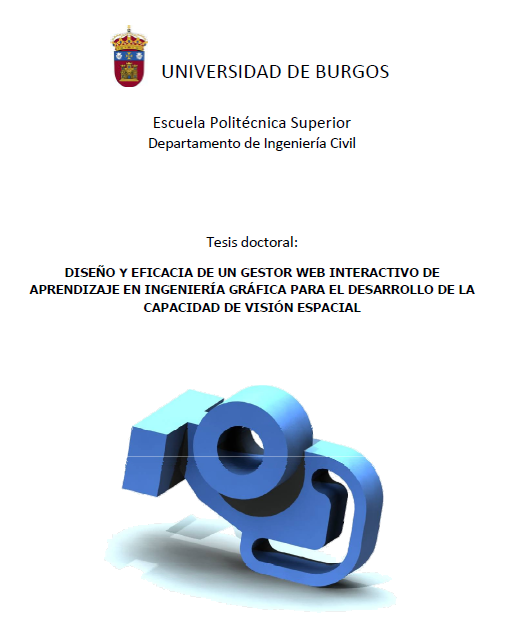 UNIVERSIDAD DE BURGOS
Escuela Politécnica Superior
Departamento de Ingeniería Civil
Tesis doctoral:
DISEÑO Y EFICACIA DE UN GESTOR WEB INTERACTIVO DE
APRENDIZAJE EN INGENIERÍA GRÁFICA PARA EL DESARROLLO DE LA
CAPACIDAD DE VISIÓN ESPACIAL